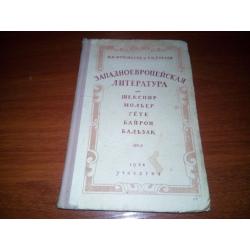 ЗАПАДНОЕВРОПЕЙСКАЯ
ЛИТЕРАТУРА
ШЕКСПИР
МОЛЬЕР
ГЁТЕ
БАЙРОН
БАЛЬЗАК
УЧПЕДГИЗ